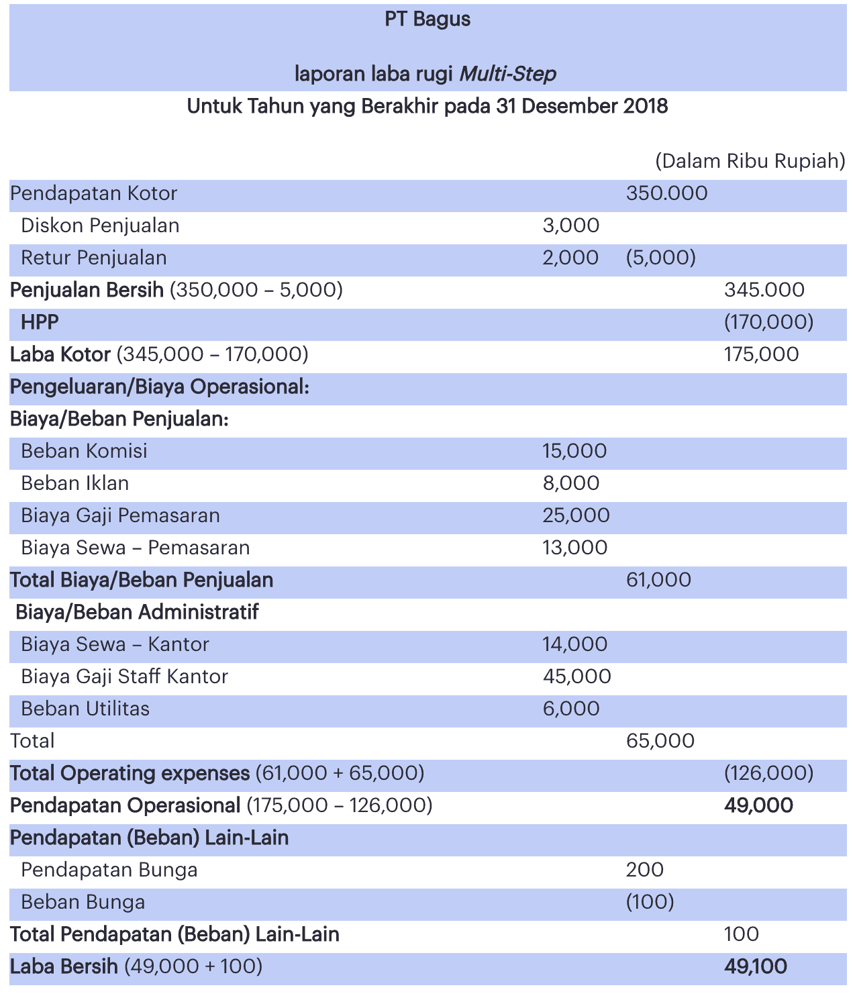 PT Bagus
laporan laba rugi Multi-Step
Untuk Tahun yang Berakhir pada 31 Desember 2018
(Dalam Ribu Rupiah)
Pendapatan Kotor 350.000
Diskon Penjualan 3,000
Retur Penjualan 2,000 (5,000)
Penjualan Bersih (350,000 – 5,000) 345.000
HPP (170,000)
Laba Kotor (345,000 – 170,000) 175,000
Pengeluaran/Biaya Operasional:
Biaya/Beban Penjualan:
Beban Komisi 15,000
Beban Iklan 8,000
Biaya Gaji Pemasaran 25,000
Biaya Sewa – Pemasaran 13,000
Total Biaya/Beban Penjualan 61,000
Biaya/Beban Administratif
Biaya Sewa – Kantor 14,000
Biaya Gaji Staff Kantor 45,000
Beban Utilitas 6,000
Total 65,000
Total Operating expenses (61,000 + 65,000) (126,000)
Pendapatan Operasional (175,000 – 126,000) 49,000
Pendapatan (Beban) Lain-Lain
Pendapatan Bunga 200
Beban Bunga (100)
Total Pendapatan (Beban) Lain-Lain 100
Laba Bersih (49,000 + 100) 49,100